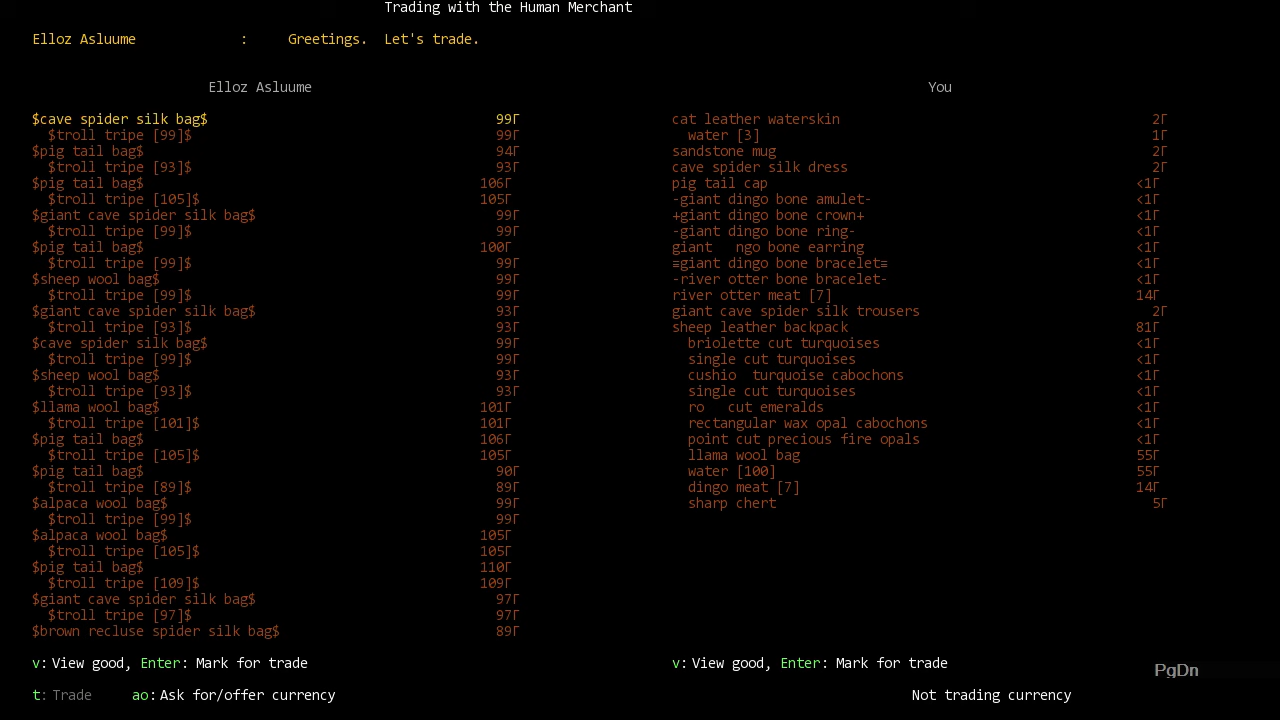 Trading with the Human Merchant
Elloz Asluume : Greetings. Let's trade.
Elloz Asluume
$cave spider silk bag$ 99Γ
$troll tripe [99]$ 99Γ
$pig tail bag$ 94Γ
$troll tripe [93]$ 93Γ
$pig tail bag$ 106Γ
$troll tripe [105]$ 105Γ
$giant cave spider silk bag$ 99Γ
$troll tripe [99]$ 99Γ
$pig tail bag$ 100Γ
$troll tripe [99]$ 99Γ
$sheep wool bag$ 99Γ
$troll tripe [99]$ 99Γ
$giant cave spider silk bag$ 93Γ
$troll tripe [93]$ 93Γ
$cave spider silk bag$ 99Γ
$troll tripe [99]$ 99Γ
$sheep wool bag$ 93Γ
$troll tripe [93]$ 93Γ
$llama wool bag$ 101Γ
$troll tripe [101]$ 101Γ
$pig tail bag$ 106Γ
$troll tripe [105]$ 105Γ
$pig tail bag$ 90Γ
$troll tripe [89]$ 89Γ
$alpaca wool bag$ 99Γ
$troll tripe [99]$ 99Γ
$alpaca wool bag$ 105Γ
$troll tripe [105]$ 105Γ
$pig tail bag$ 110Γ
$troll tripe [109]$ 109Γ
$giant cave spider silk bag$ 97Γ
$troll tripe [97]$ 97Γ
$brown recluse spider silk bag$ 89Γ
v: View good, Enter: Mark for trade
t: Trade ao: Ask for/offer currency
You
cat leather waterskin 2Γ
water [3] 1Γ
sandstone mug 2Γ
cave spider silk dress 2Γ
pig tail cap <1Γ
-giant dingo bone amulet- <1Γ
+giant dingo bone crown+ <1Γ
-giant dingo bone ring- <1Γ
giant ngo bone earring <1Γ
≡giant dingo bone bracelet≡ <1Γ
-river otter bone bracelet- <1Γ
river otter meat [7] 14Γ
giant cave spider silk trousers 2Γ
sheep leather backpack 81Γ
briolette cut turquoises <1Γ
single cut turquoises <1Γ
cushio turquoise cabochons <1Γ
single cut turquoises <1Γ
ro cut emeralds <1Γ
rectangular wax opal cabochons <1Γ
point cut precious fire opals <1Γ
llama wool bag 55Γ
water [100] 55Γ
dingo meat [7] 14Γ
sharp chert 5Γ
v: View good, Enter: Mark for trade
Not trading currency
PgDn